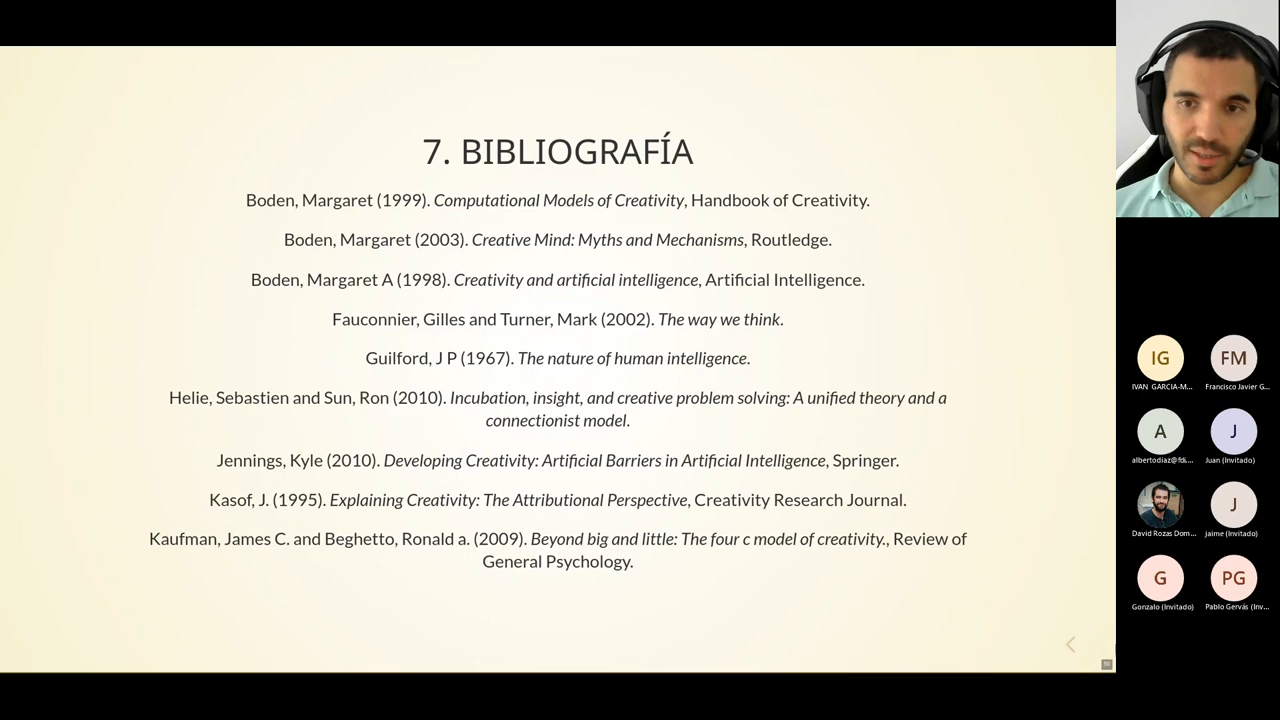 7. BIBLIOGRAFÍA
Boden, Margaret (1999). Computational Models of Creativity, Handbook of Creativity.
Boden, Margaret (2003). Creative Mind: Myths and Mechanisms, Routledge.
Boden, Margaret A (1998). Creativity and artificial intelligence, Artificial Intelligence.
Fauconnier, Gilles and Turner, Mark (2002). The way we think.
Guilford, J P (1967). The nature of human intelligence.
Helie, Sebastien and Sun, Ron (2010). Incubation, insight, and creative problem solving: A unified theory and a
connectionist model.
Jennings, Kyle (2010). Developing Creativity: Artificial Barriers in Artificial Intelligence, Springer.
Kasof, J. (1995). Explaining Creativity: The Attributional Perspective, Creativity Research Journal.
Kaufman, James C. and Beghetto, Ronald a. (2009). Beyond big and little: The four c model of creativity., Review of
General Psychology.
IG
IVAN GARCIA-M...
FM
Francisco Javier G...
A
albertodiaz@fdi....
J
Juan (Invitado)
David Rozas Dom...
J
Jaime (Invitado)
G
Gonzalo (Invitado)
PG
Pablo Gervás (Inv...